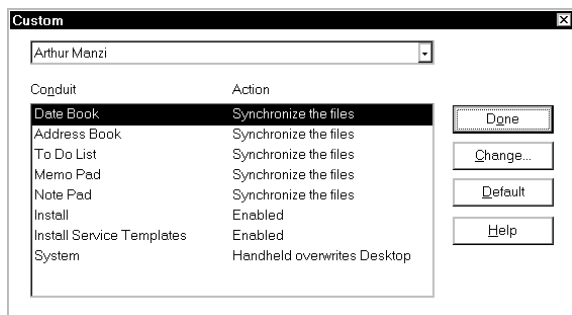 Custom
Arthur Manzi
Conduit Action
Date Book Synchronize the files
Address Book Synchronize the files
To Do List Synchronize the files
Memo Pad Synchronize the files
Note Pad Synchronize the files
Install Enabled
Install Service Templates Enabled
System Handheld overwrites Desktop
Done
Change...
Default
Help